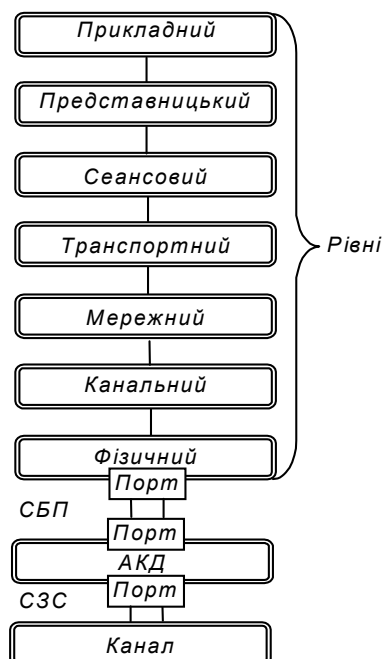 Прикладний
Представницький
Сеансовий
Транспортний
Рівні
Мережний
Канальний
Фізичний
Порт
СБП
Порт
АКД
Порт
СЗС
Канал